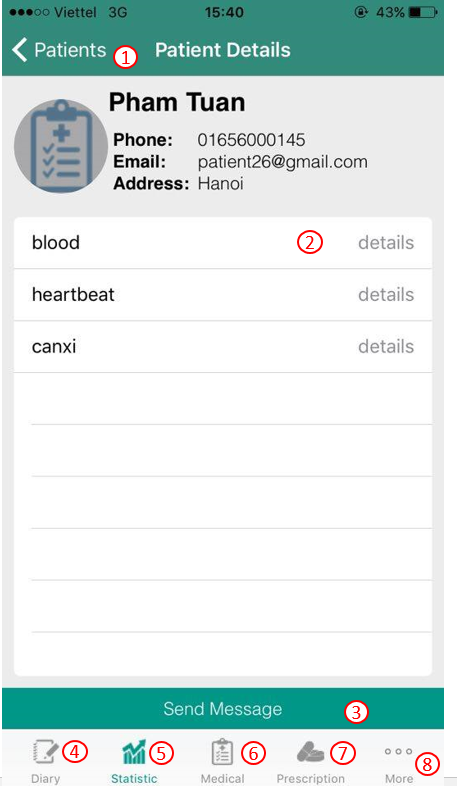 Viettel 3G 15:40 43%
Patients 1 Patient Details
Pham Tuan
Phone: 01656000145
Email: patient26@gmail.com
Address: Hanoi
blood 2 details
heartbeat details
canxi details
Send Message 3
4 5 6 7 8
Diary Statistic Medical Prescription More